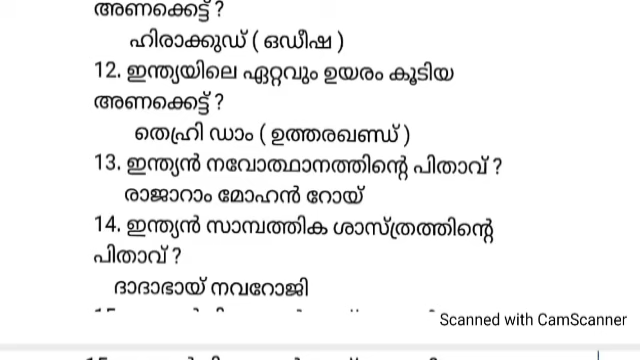 അണക്കെട്ട് ?
ഹിരാക്കുഡ് ( ഒഡീഷ )
12. ഇന്ത്യയിലെ ഏറ്റവും ഉയരം കൂടിയ
അണക്കെട്ട് ?
തെഹ്രി ഡാം ( ഉത്തരഖണ്ഡ് )
13. ഇന്ത്യൻ നവോത്ഥാനത്തിന്റെ പിതാവ് ?
രാജാറാം മോഹൻ റോയ്
14. ഇന്ത്യൻ സാമ്പത്തിക ശാസ്ത്രത്തിന്റെ
പിതാവ് ?
ദാദാഭായ് നവറോജി
Scanned with CamScanner